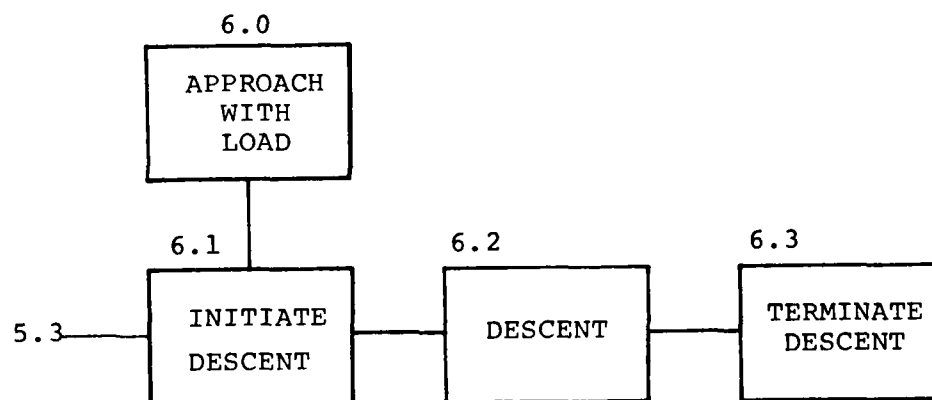 6.0
APPROACH
WITH
LOAD
6.1
6.2
6.3
5.3
INITIATE
DESCENT
DESCENT
TERMINATE
DESCENT